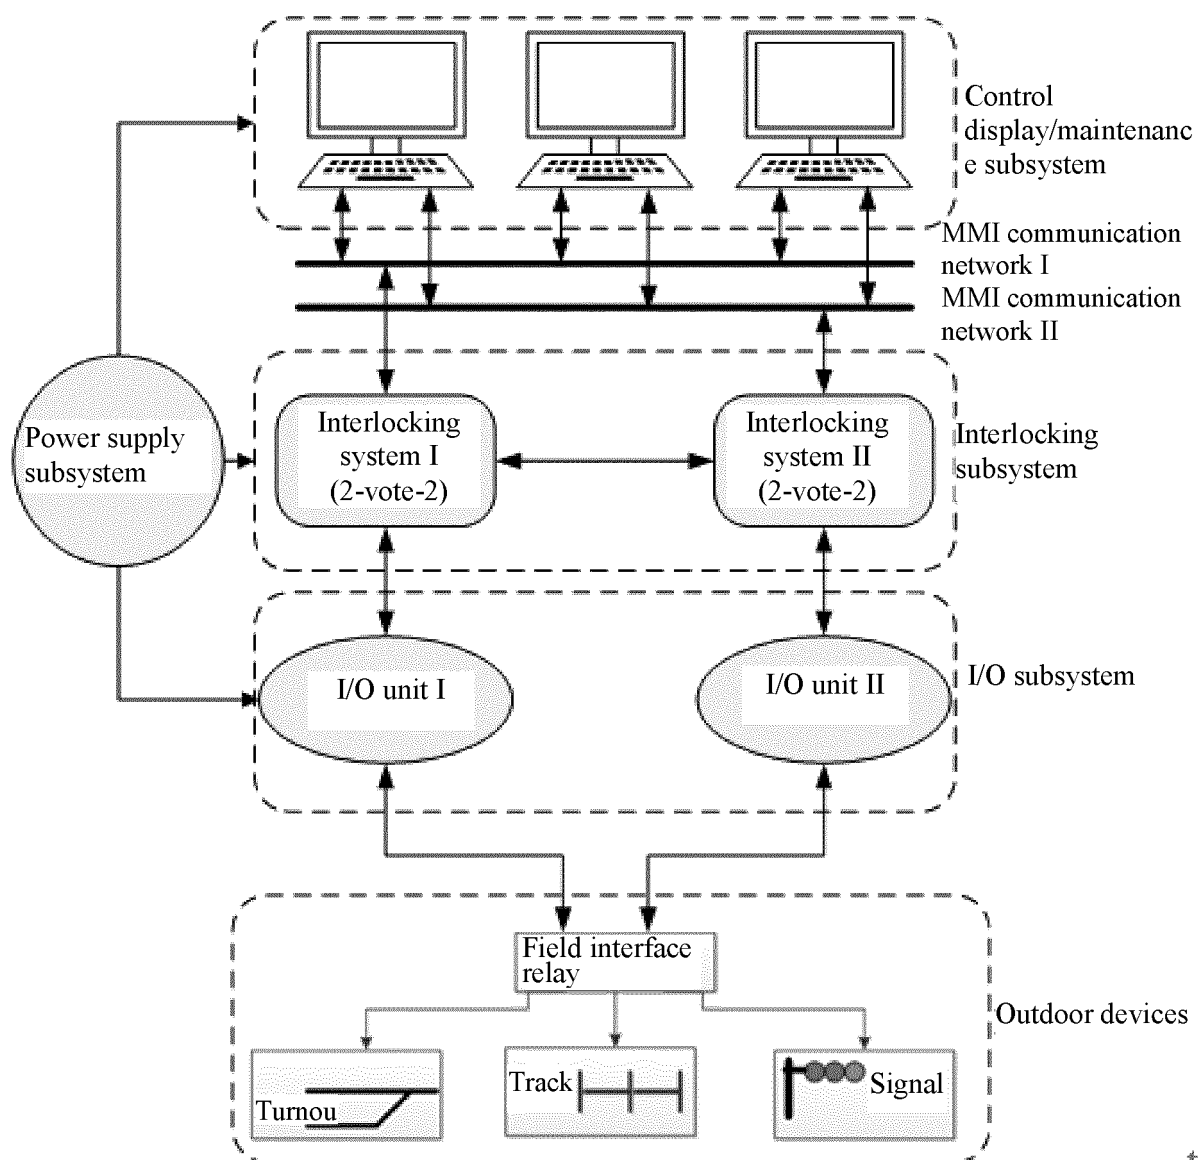 Control
display/maintenanc
e subsystem
MMI communication
network I
MMI communication
network II
Power supply
subsystem
Interlocking
system I
(2-vote-2)
Interlocking
system II
(2-vote-2)
Interlocking
subsystem
I/O unit I
I/O unit II
I/O subsystem
Field interface
relay
Outdoor devices
Turnou
Track
Signal